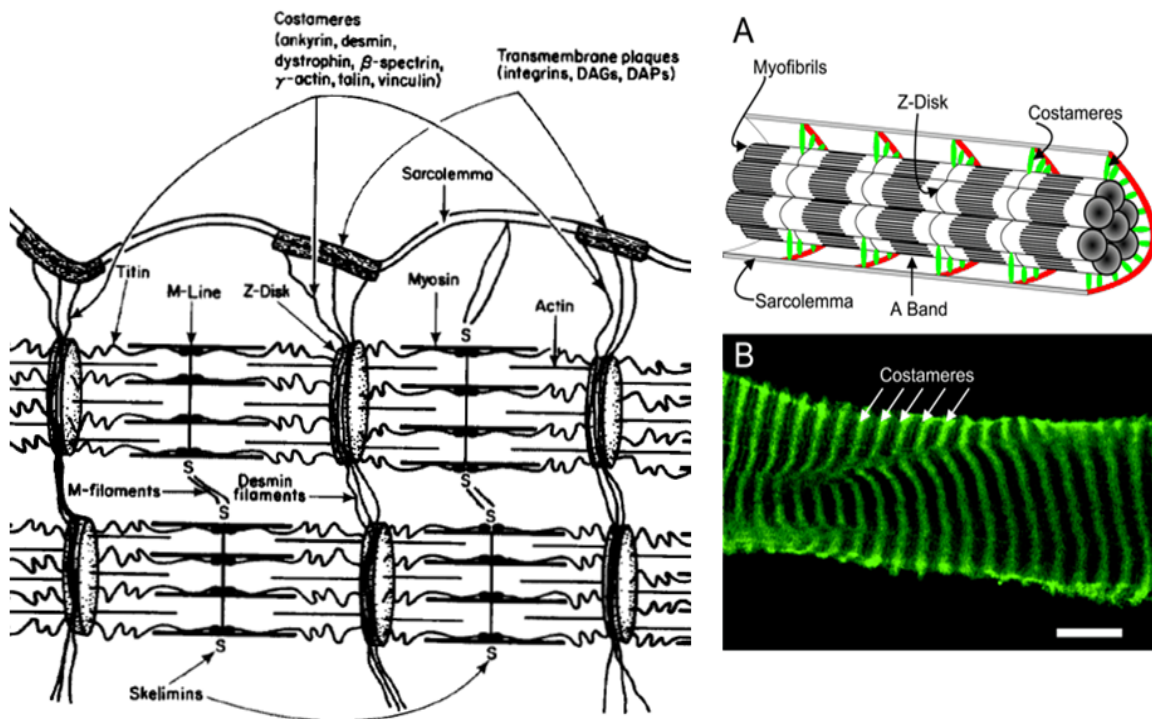 Costameres
(ankyrin, desmin,
dystrophin, β-spectrin,
γ-actin, talin, vinculin)
Transmembrane plaques
(integrins, DAGs, DAPs)
Sarcolemma
Titin
M-Line
Z-Disk
Myosin
Actin
S
S
M-filaments
S
Desmin
filaments
S
S
S
S
Skelimins
A
Myofibrils
Z-Disk
Costameres
Sarcolemma
A Band
B
Costameres